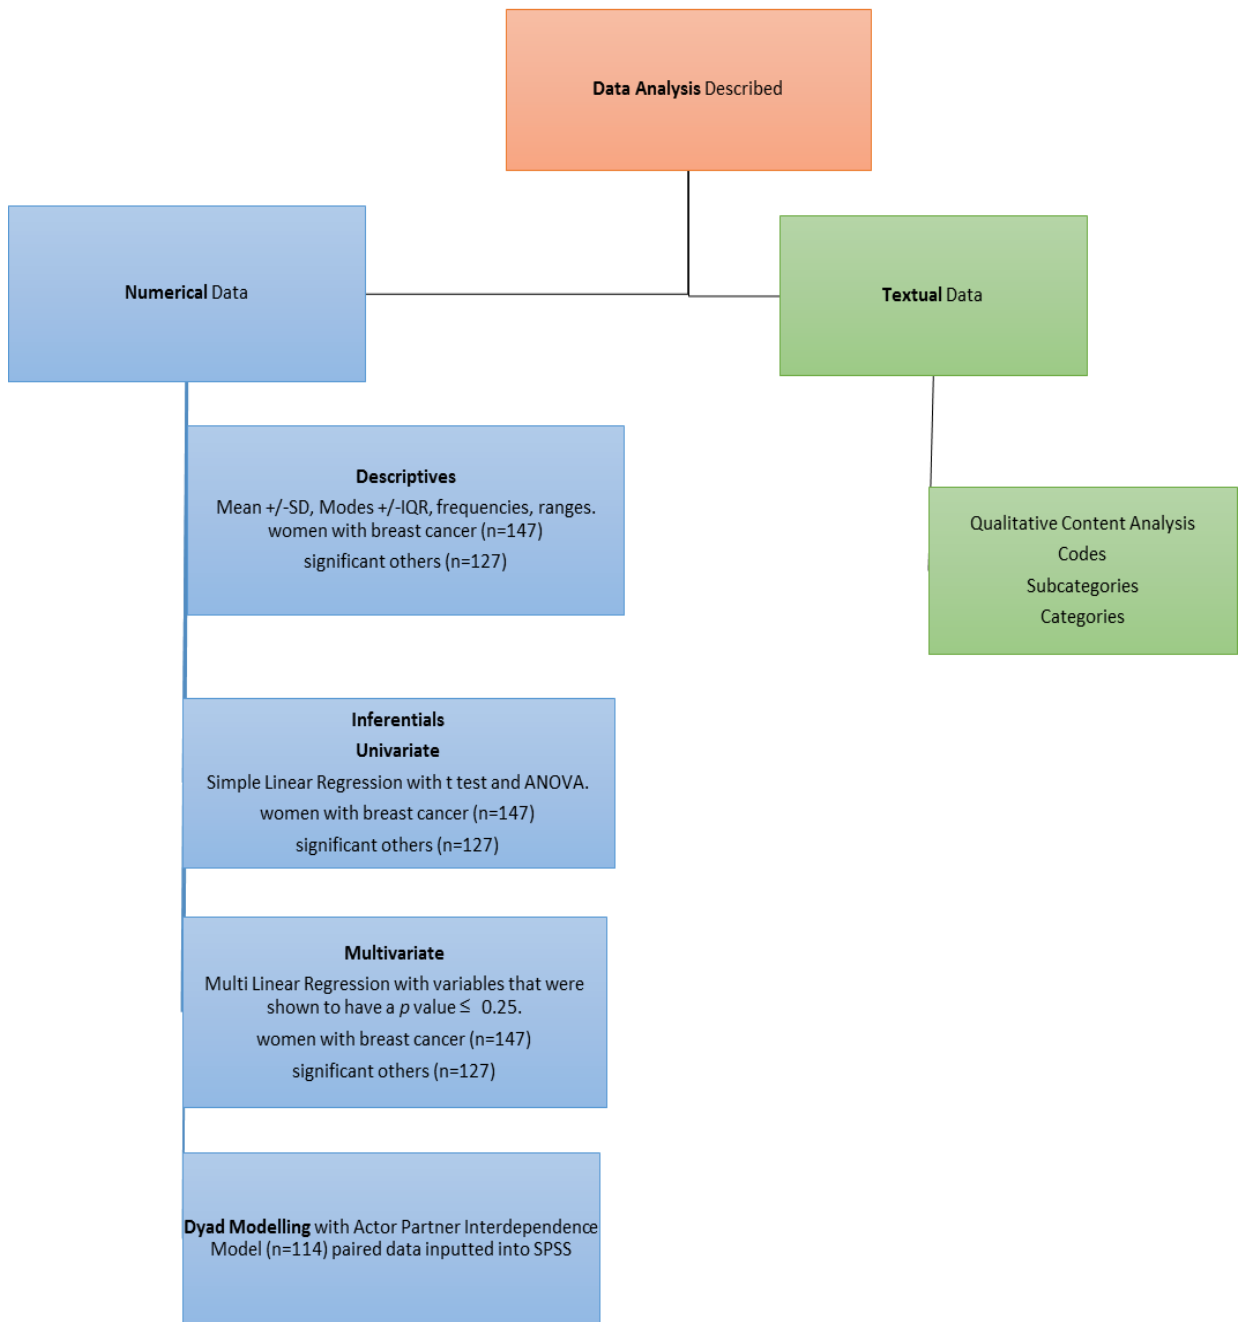 Data Analysis Described
Numerical Data
Textual Data
Descriptives
Mean +/-SD, Modes +/-IQR, frequencies, ranges.
women with breast cancer (n=147)
significant others (n=127)
Qualitative Content Analysis
Codes
Subcategories
Categories
Inferentials
Univariate
Simple Linear Regression with t test and ANOVA.
women with breast cancer (n=147)
significant others (n=127)
Multivariate
Multi Linear Regression with variables that were
shown to have a p value ≤ 0.25.
women with breast cancer (n=147)
significant others (n=127)
Dyad Modelling with Actor Partner Interdependence
Model (n=114) paired data inputted into SPSS